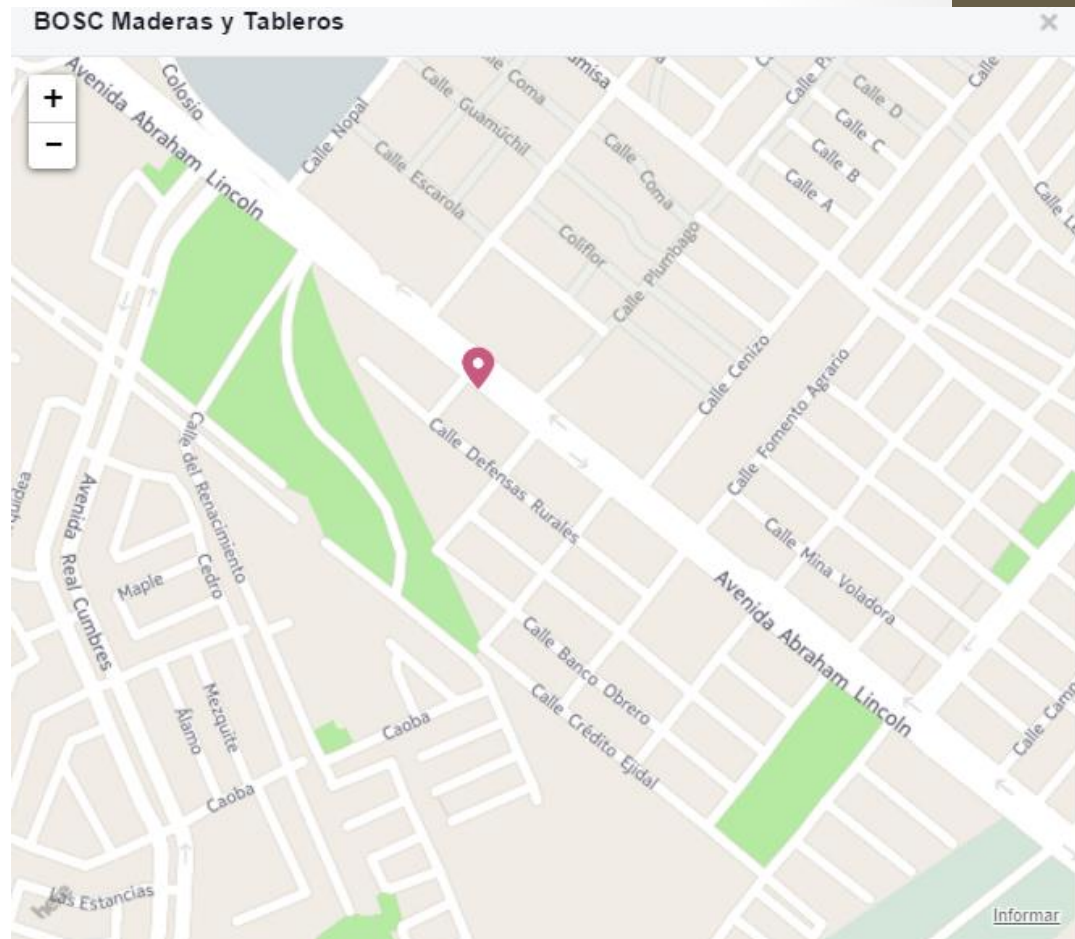 BOSC Maderas y Tableros
×
+
−
Avenida Abraham Lincoln
Colosio
Calle Nopal
Calle Escarola
Calle Guamúchil
Coma
Calle Coma
Coliflor
Calle Plumbago
Calle D
Calle C
Calle B
Calle A
Calle
Calle Cenizo
Calle Fomento Agrario
Calle Defensas Rurales
Calle Mina Voladora
Avenida Abraham Lincoln
Calle del Renacimiento
Avenida Real Cumbres
Cedro
Maple
Mezquite
Álamo
Caoba
Caoba
Calle Banco Obrero
Calle Crédito Ejidal
Calle
Las Estancias
here
Informar